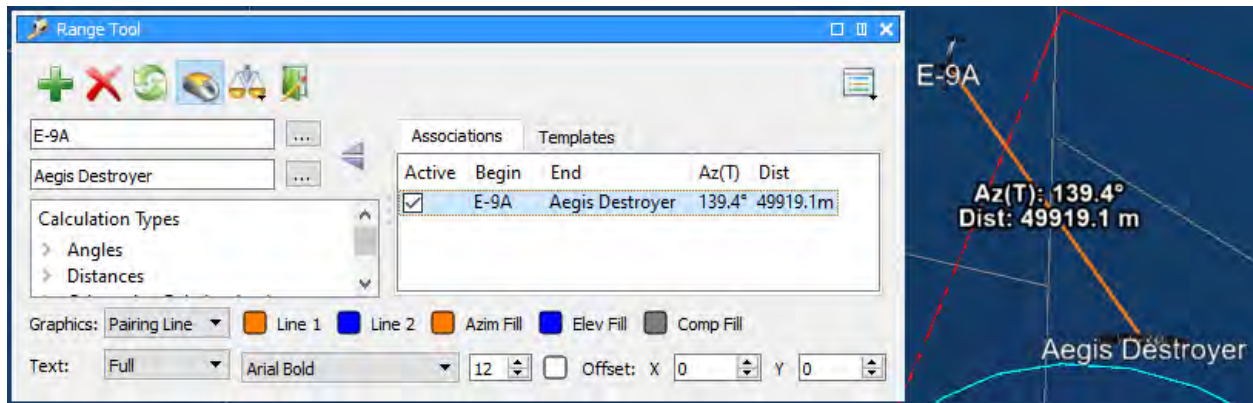 Range Tool
E-9A
...
Aegis Destroyer
...
Calculation Types
Angles
Distances
Associations Templates
Active Begin End Az(T) Dist
E-9A Aegis Destroyer 139.4° 49919.1m
Graphics: Pairing Line Line 1 Line 2 Azim Fill Elev Fill Comp Fill
Text: Full Arial Bold 12 Offset: X 0 Y 0
E-9A
Az(T): 139.4°
Dist: 49919.1 m
Aegis Destroyer